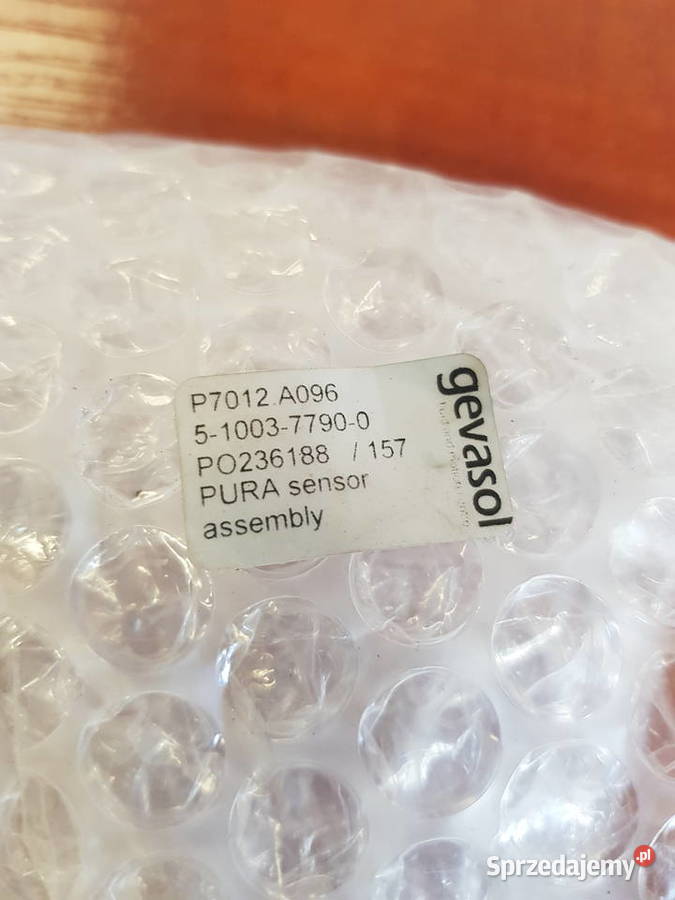 P7012.A096
5-1003-7790-0
PO236188 / 157
PURA sensor
assembly
gevasol
Sprzedajemy.pl